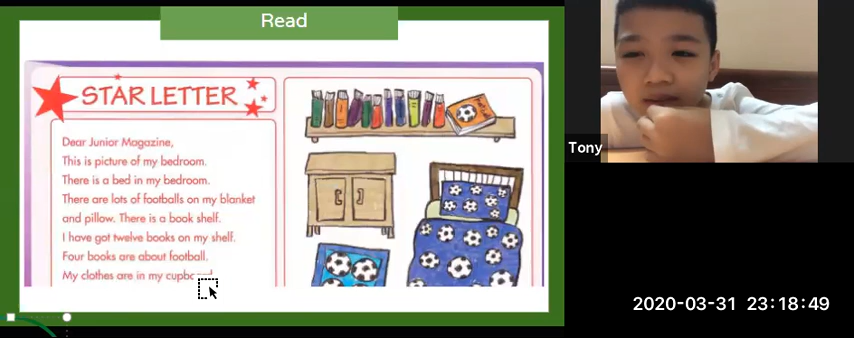 Read
STAR LETTER
Dear Junior Magazine,
This is picture of my bedroom.
There is a bed in my bedroom.
There are lots of footballs on my blanket
and pillow. There is a book shelf.
I have got twelve books on my shelf.
Four books are about football.
My clothes are in my
Tony
2020-03-31 23:18:49